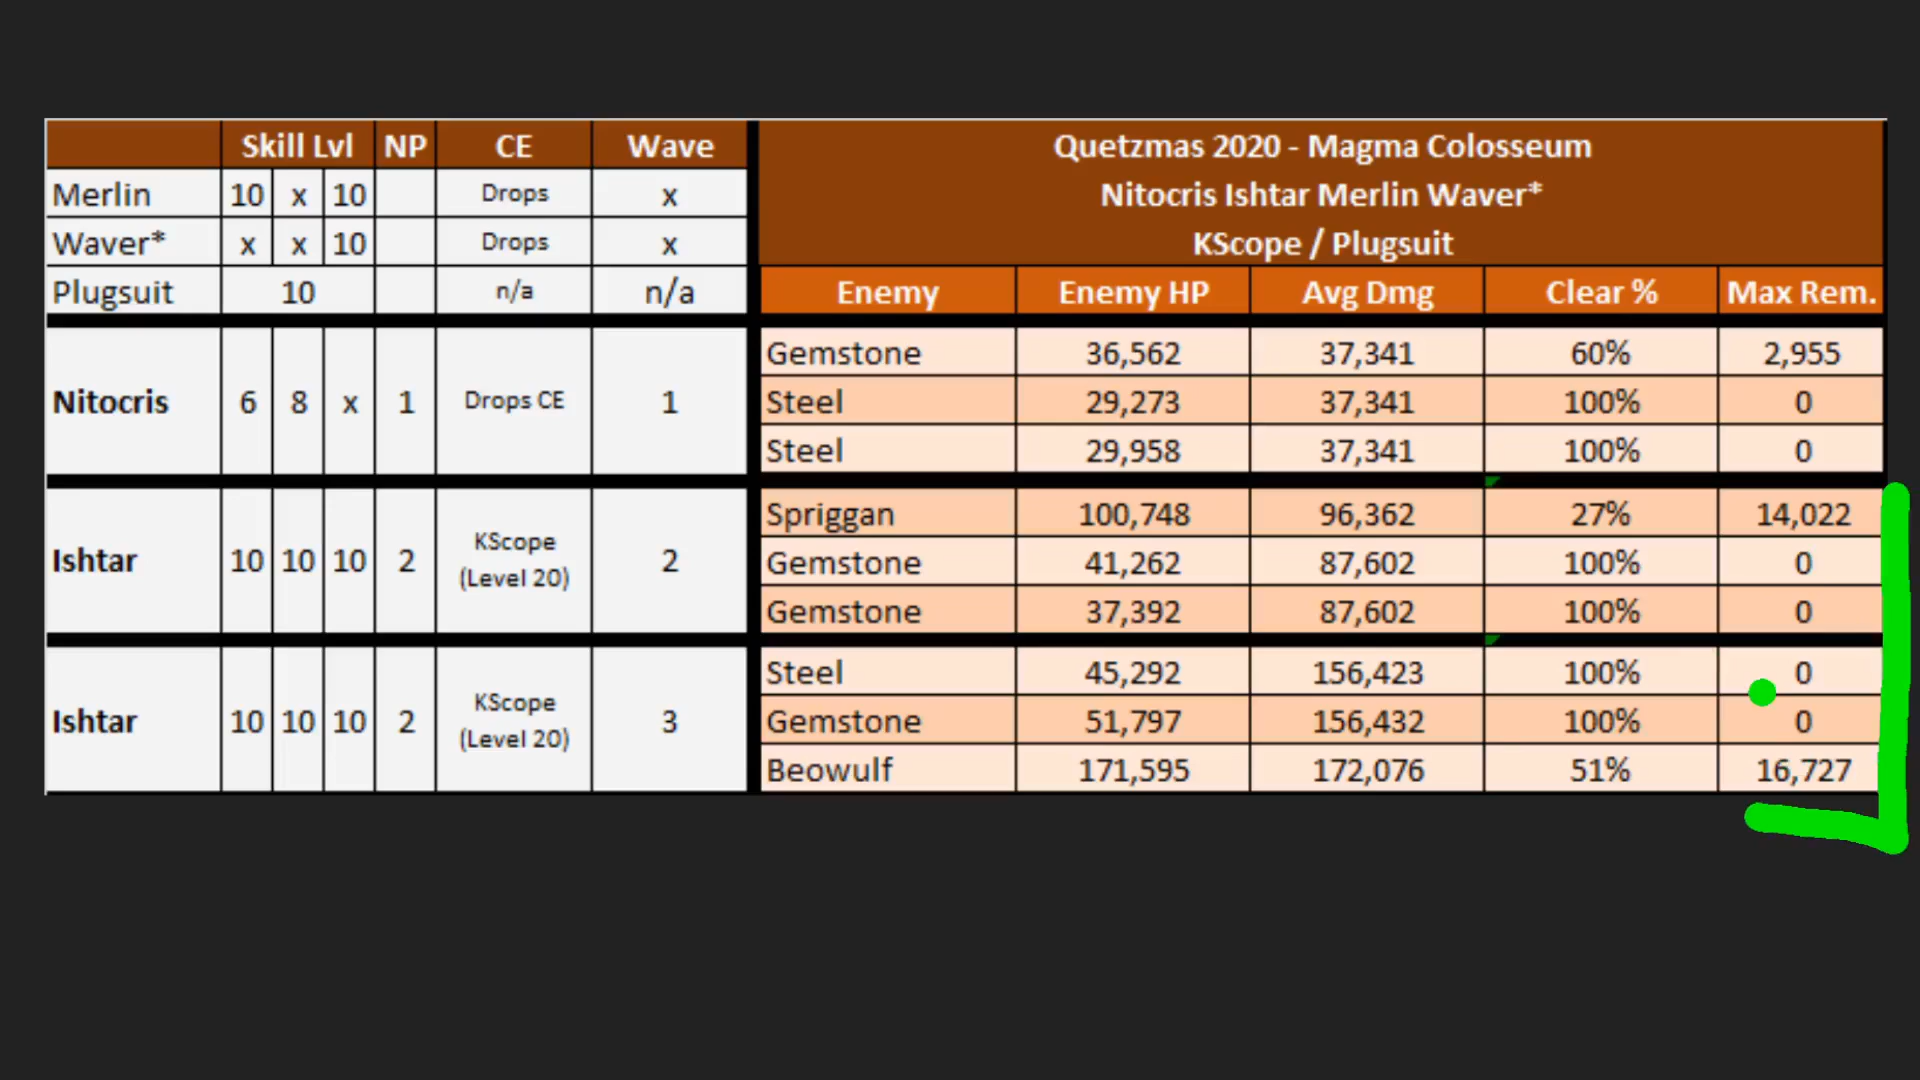 Skill Lvl NP CE Wave
Merlin 10 x 10 Drops x
Waver* x x 10 Drops x
Plugsuit 10 n/a n/a
Quetzmas 2020 - Magma Colosseum
Nitocris Ishtar Merlin Waver*
KScope / Plugsuit
Enemy Enemy HP Avg Dmg Clear % Max Rem.
Nitocris 6 8 x 1 Drops CE 1
Gemstone 36,562 37,341 60% 2,955
Steel 29,273 37,341 100% 0
Steel 29,958 37,341 100% 0
Ishtar 10 10 10 2 KScope 2
(Level 20)
Spriggan 100,748 96,362 27% 14,022
Gemstone 41,262 87,602 100% 0
Gemstone 37,392 87,602 100% 0
Ishtar 10 10 10 2 KScope 3
(Level 20)
Steel 45,292 156,423 100% 0
Gemstone 51,797 156,432 100% 0
Beowulf 171,595 172,076 51% 16,727